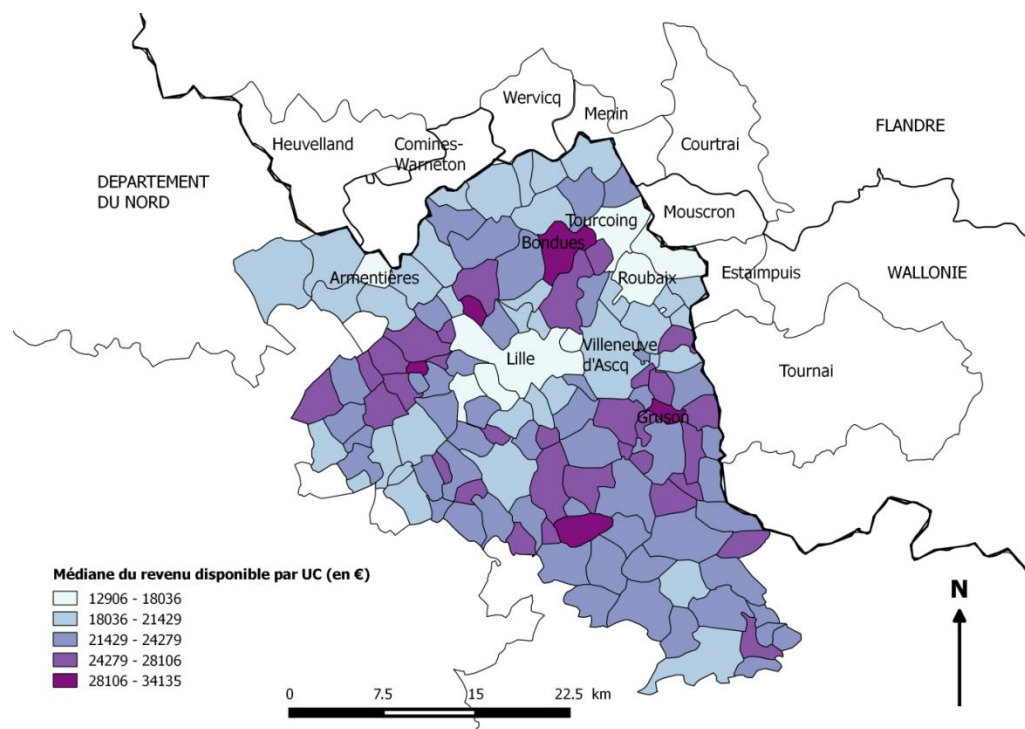 Wervicq
Menin
Heuvelland
Comines-
Warneton
Courtrai
FLANDRE
DEPARTEMENT
DU NORD
Mouscron
Tourcoing
Bondues
Armentières
Roubaix
Estaimpuis
WALLONIE
Lille
Villeneuve
d'Ascq
Tournai
Gruson
Médiane du revenu disponible par UC (en €)
12906 - 18036
18036 - 21429
21429 - 24279
24279 - 28106
28106 - 34135
N
0 7.5 15 22.5 km